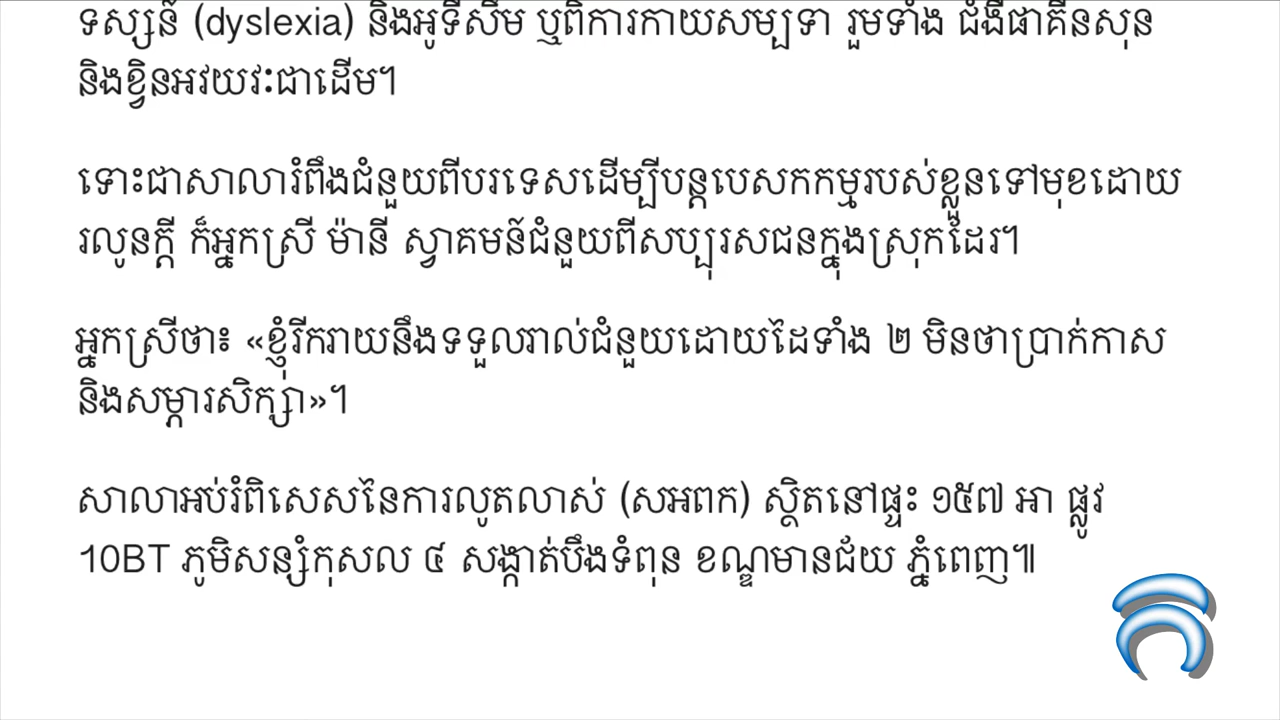 ទស្សន៍ (dyslexia) និងអូទីសឹម ឬពិការកាយសម្បទា រួមទាំង ជំងឺផាគីនសុន
និងខ្វិនអវយវៈជាដើម។
ទោះជាសាលារំពឹងជំនួយពីបរទេសដើម្បីបន្តបេសកកម្មរបស់ខ្លួនទៅមុខដោយ
រលូនក្តី ក៏អ្នកស្រី ម៉ានី ស្វាគមន៍ជំនួយពីសប្បុរសជនក្នុងស្រុកដែរ។
អ្នកស្រីថា៖ «ខ្ញុំរីករាយនឹងទទួលរាល់ជំនួយដោយដៃទាំង ២ មិនថាប្រាក់កាស
និងសម្ភារសិក្សា»។
សាលាអប់រំពិសេសនៃការលូតលាស់ (សអពក) ស្ថិតនៅផ្ទះ ១៥៧ អា ផ្លូវ
10BT ភូមិសន្សំកុសល ៤ សង្កាត់បឹងទំពុន ខណ្ឌមានជ័យ ភ្នំពេញ៕